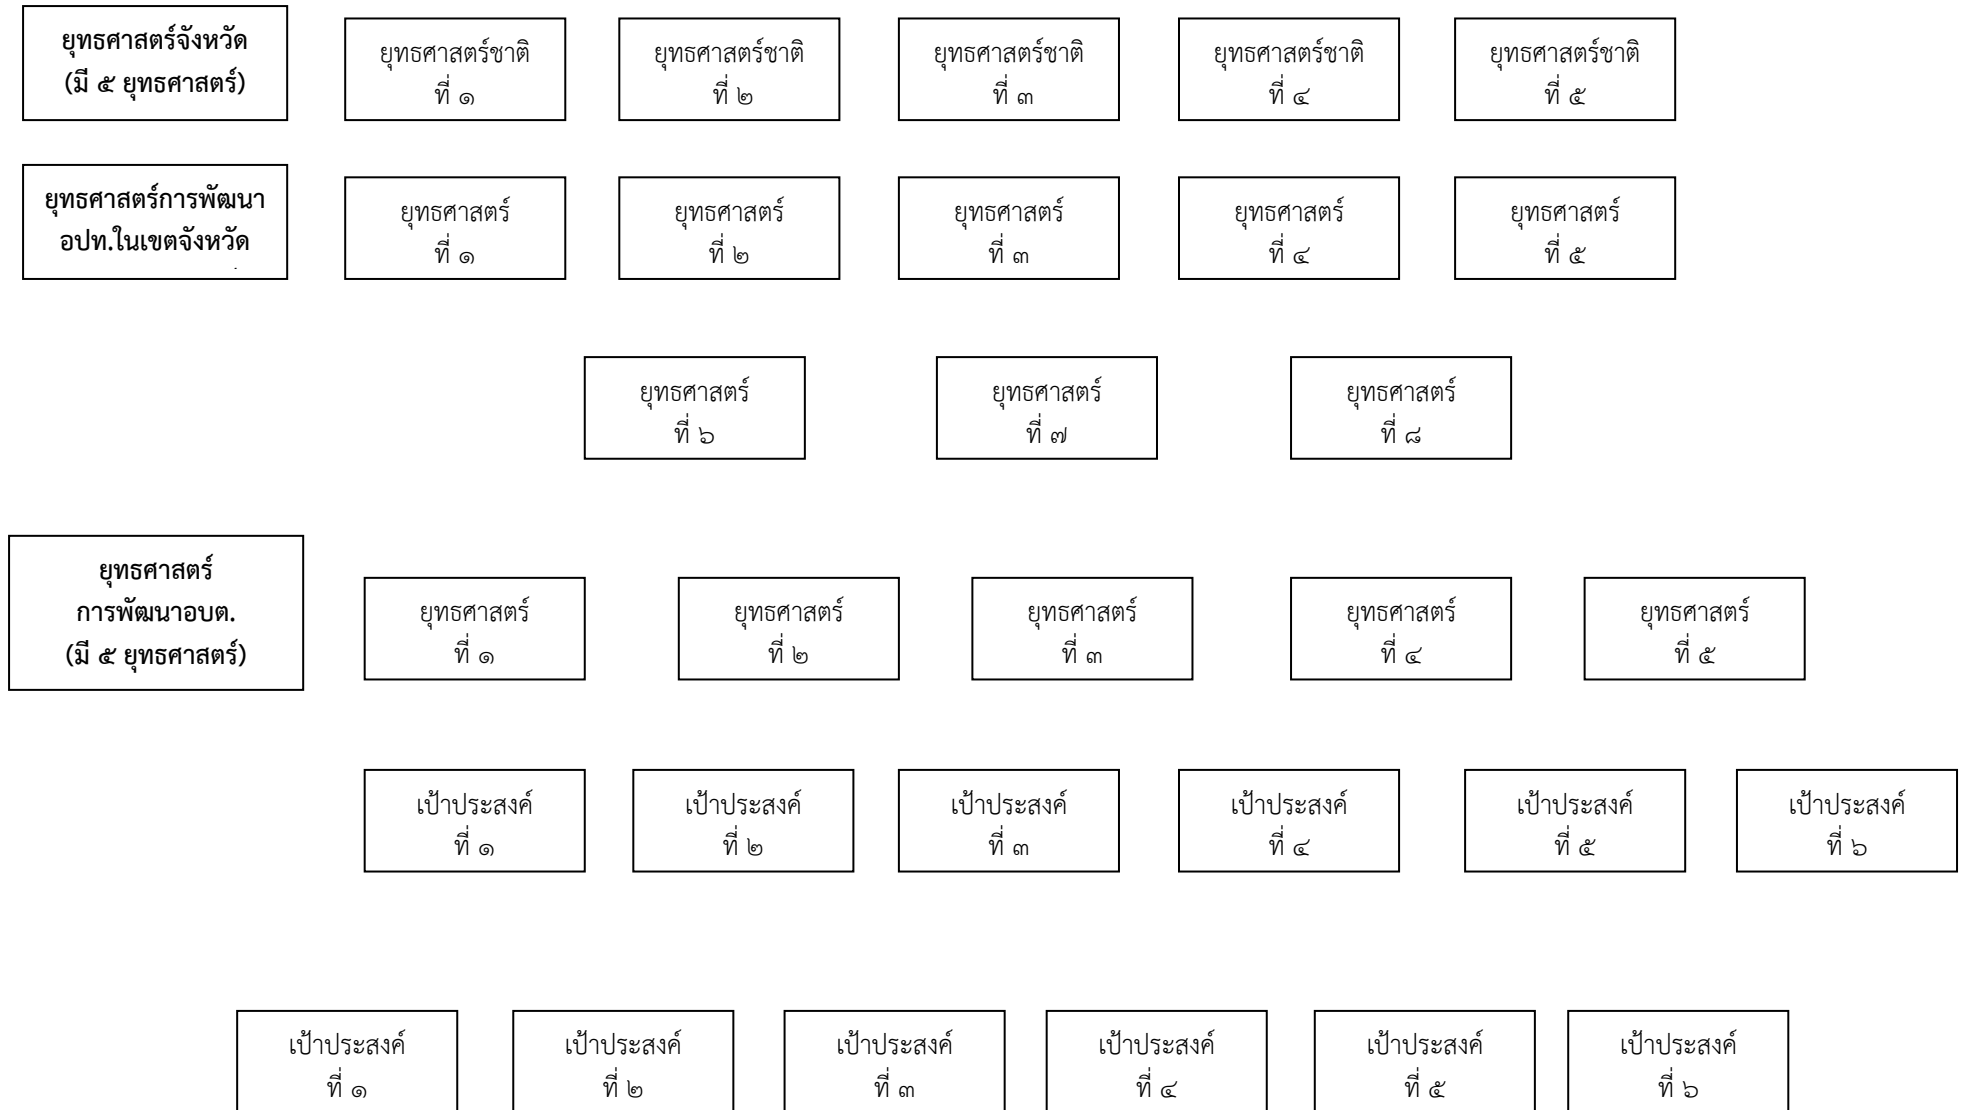 ยุทธศาสตร์จังหวัด
(มี ๕ ยุทธศาสตร์)
ยุทธศาสตร์ชาติ
ที่ ๑
ยุทธศาสตร์ชาติ
ที่ ๒
ยุทธศาสตร์ชาติ
ที่ ๓
ยุทธศาสตร์ชาติ
ที่ ๔
ยุทธศาสตร์ชาติ
ที่ ๕
ยุทธศาสตร์การพัฒนา
อปท.ในเขตจังหวัด
ยุทธศาสตร์
ที่ ๑
ยุทธศาสตร์
ที่ ๒
ยุทธศาสตร์
ที่ ๓
ยุทธศาสตร์
ที่ ๔
ยุทธศาสตร์
ที่ ๕
ยุทธศาสตร์
ที่ ๖
ยุทธศาสตร์
ที่ ๗
ยุทธศาสตร์
ที่ ๘
ยุทธศาสตร์
การพัฒนาอบต.
(มี ๕ ยุทธศาสตร์)
ยุทธศาสตร์
ที่ ๑
ยุทธศาสตร์
ที่ ๒
ยุทธศาสตร์
ที่ ๓
ยุทธศาสตร์
ที่ ๔
ยุทธศาสตร์
ที่ ๕
เป้าประสงค์
ที่ ๑
เป้าประสงค์
ที่ ๒
เป้าประสงค์
ที่ ๓
เป้าประสงค์
ที่ ๔
เป้าประสงค์
ที่ ๕
เป้าประสงค์
ที่ ๖
เป้าประสงค์
ที่ ๑
เป้าประสงค์
ที่ ๒
เป้าประสงค์
ที่ ๓
เป้าประสงค์
ที่ ๔
เป้าประสงค์
ที่ ๕
เป้าประสงค์
ที่ ๖